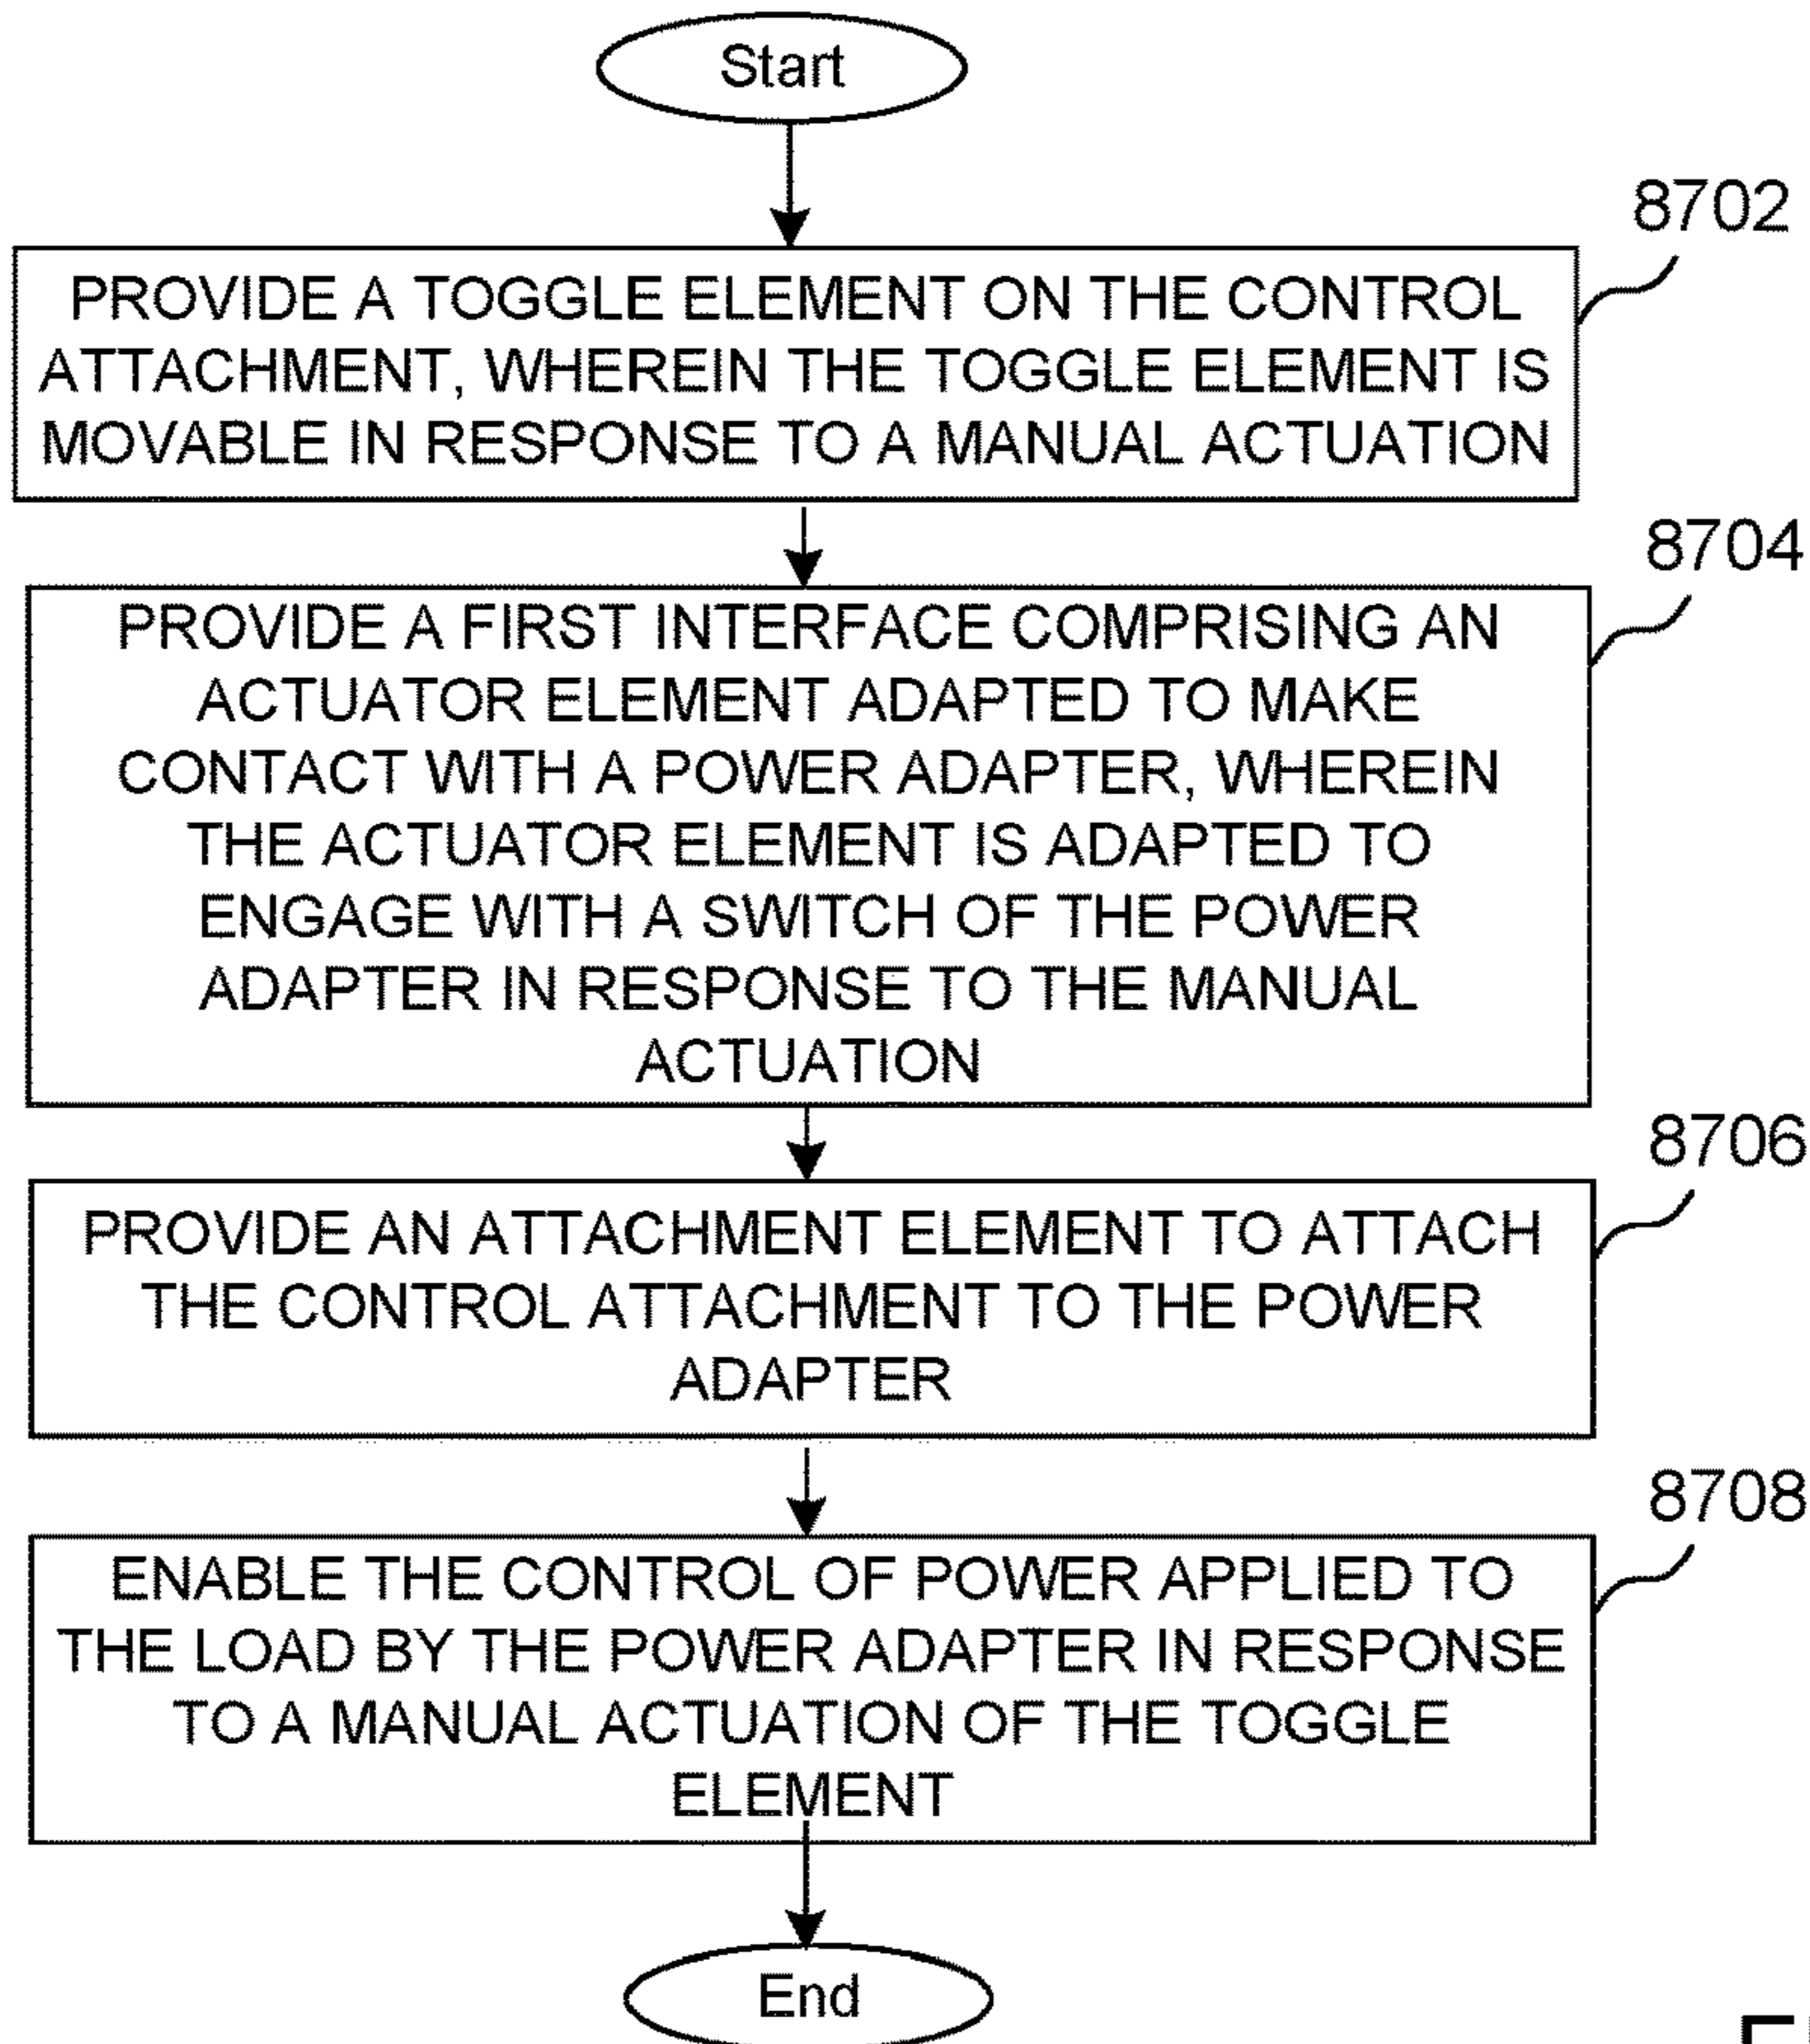 Start
8702
PROVIDE A TOGGLE ELEMENT ON THE CONTROL
ATTACHMENT, WHEREIN THE TOGGLE ELEMENT IS
MOVABLE IN RESPONSE TO A MANUAL ACTUATION
8704
PROVIDE A FIRST INTERFACE COMPRISING AN
ACTUATOR ELEMENT ADAPTED TO MAKE
CONTACT WITH A POWER ADAPTER, WHEREIN
THE ACTUATOR ELEMENT IS ADAPTED TO
ENGAGE WITH A SWITCH OF THE POWER
ADAPTER IN RESPONSE TO THE MANUAL
ACTUATION
8706
PROVIDE AN ATTACHMENT ELEMENT TO ATTACH
THE CONTROL ATTACHMENT TO THE POWER
ADAPTER
8708
ENABLE THE CONTROL OF POWER APPLIED TO
THE LOAD BY THE POWER ADAPTER IN RESPONSE
TO A MANUAL ACTUATION OF THE TOGGLE
ELEMENT
End